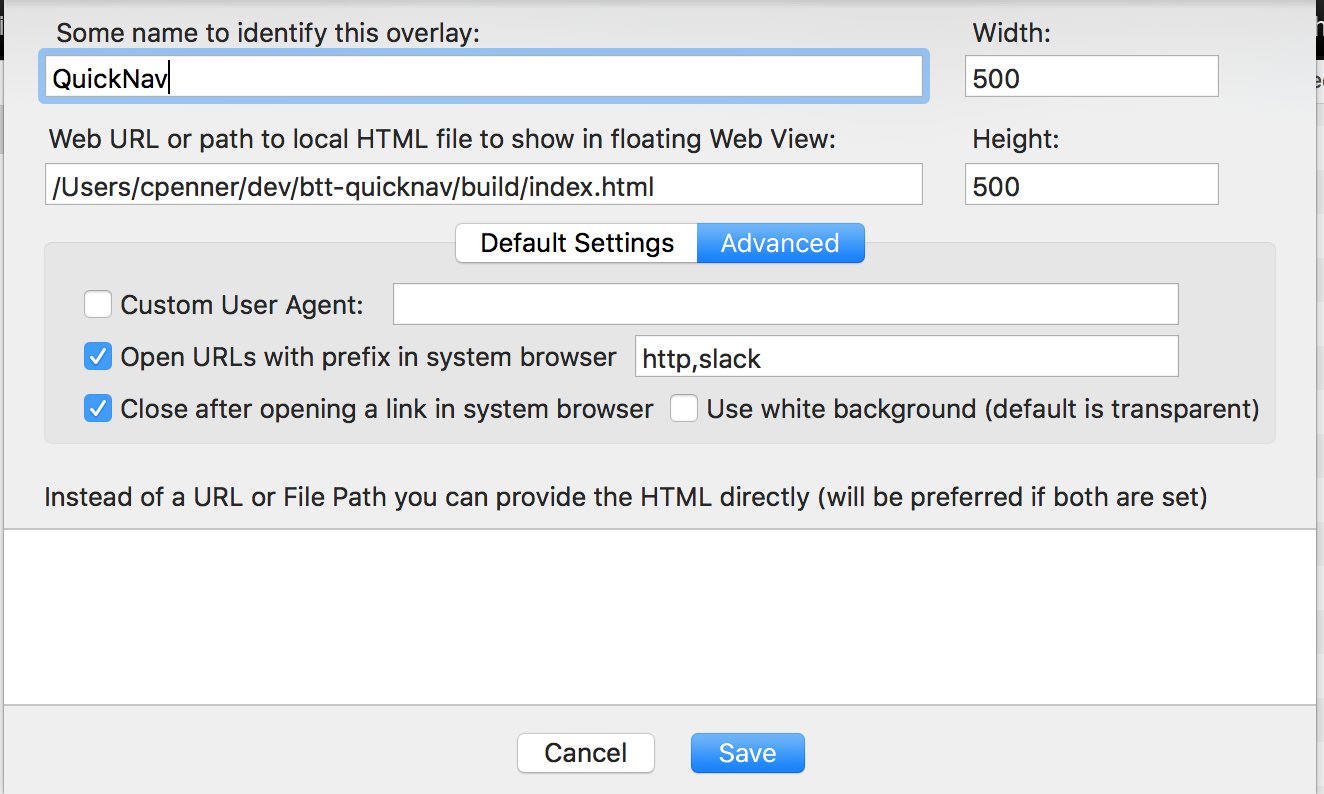 Some name to identify this overlay:
Width:
QuickNav
500
Web URL or path to local HTML file to show in floating Web View:
Height:
/Users/cpenner/dev/btt-quicknav/build/index.html
500
Default Settings
Advanced
Custom User Agent:
Open URLs with prefix in system browser
http,slack
Close after opening a link in system browser
Use white background (default is transparent)
Instead of a URL or File Path you can provide the HTML directly (will be preferred if both are set)
Cancel
Save